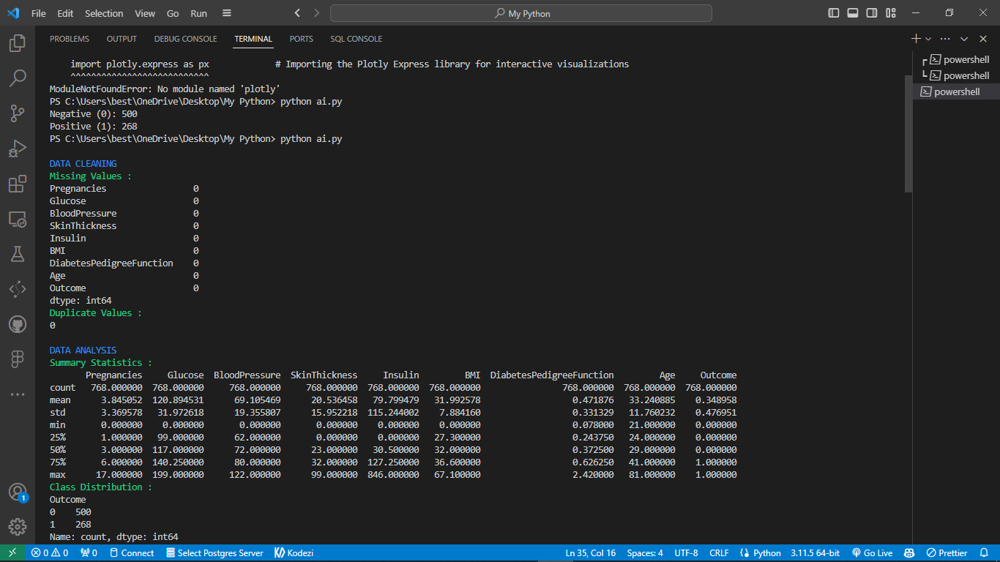 File Edit Selection View Go Run My Python
PROBLEMS OUTPUT DEBUG CONSOLE TERMINAL PORTS SQL CONSOLE
import plotly.express as px # Importing the Plotly Express library for interactive visualizations
^^^^^^^^^^^^^^^^^^^^^^^^^^^
ModuleNotFoundError: No module named 'plotly'
PS C:\Users\best\OneDrive\Desktop\My Python> python ai.py
Negative (0): 500
Positive (1): 268
PS C:\Users\best\OneDrive\Desktop\My Python> python ai.py
DATA CLEANING
Missing Values :
Pregnancies 0
Glucose 0
BloodPressure 0
SkinThickness 0
Insulin 0
BMI 0
DiabetesPedigreeFunction 0
Age 0
Outcome 0
dtype: int64
Duplicate Values :
0
DATA ANALYSIS
Summary Statistics :
Pregnancies Glucose BloodPressure SkinThickness Insulin BMI DiabetesPedigreeFunction Age Outcome
count 768.000000 768.000000 768.000000 768.000000 768.000000 768.000000 768.000000 768.000000 768.000000
mean 3.845052 120.894531 69.105469 20.536458 79.799479 31.992578 0.471876 33.240885 0.348958
std 3.369578 31.972618 19.355807 15.952218 115.244002 7.884160 0.331329 11.760232 0.476951
min 0.000000 0.000000 0.000000 0.000000 0.000000 0.000000 0.078000 21.000000 0.000000
25% 1.000000 99.000000 62.000000 0.000000 0.000000 27.300000 0.243750 24.000000 0.000000
50% 3.000000 117.000000 72.000000 23.000000 30.500000 32.000000 0.372500 29.000000 0.000000
75% 6.000000 140.250000 80.000000 32.000000 127.250000 36.600000 0.626250 41.000000 1.000000
max 17.000000 199.000000 122.000000 99.000000 846.000000 67.100000 2.420000 81.000000 1.000000
Class Distribution :
Outcome
0 500
1 268
Name: count, dtype: int64
powershell
powershell
powershell
1
0 0 0 Connect Select Postgres Server Kodezi Ln 35, Col 16 Spaces: 4 UTF-8 CRLF Python 3.11.5 64-bit Go Live Prettier